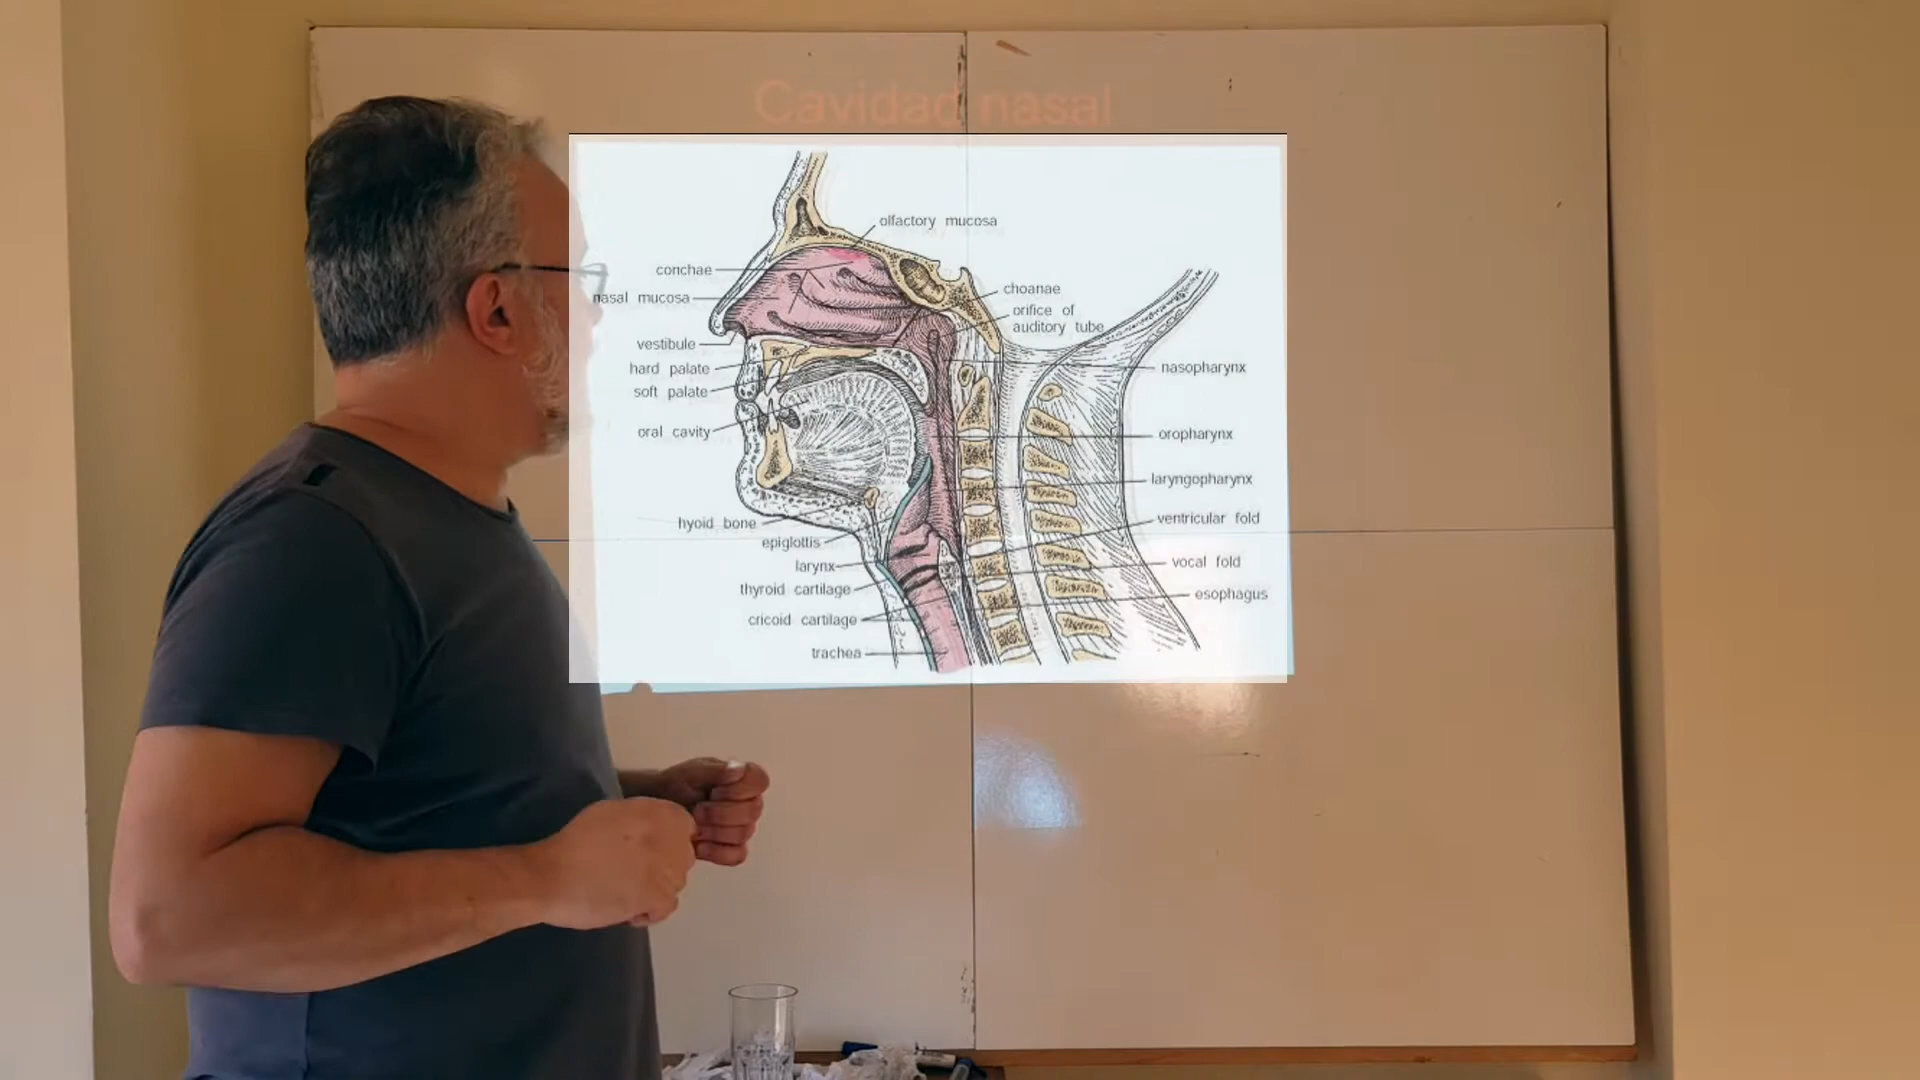 Cavidad nasal
olfactory mucosa
conchae
nasal mucosa
vestibule
hard palate
soft palate
oral cavity
hyoid bone
epiglottis
larynx
thyroid cartilage
cricoid cartilage
trachea
choanae
orifice of
auditory tube
nasopharynx
oropharynx
laryngopharynx
ventricular fold
vocal fold
esophagus